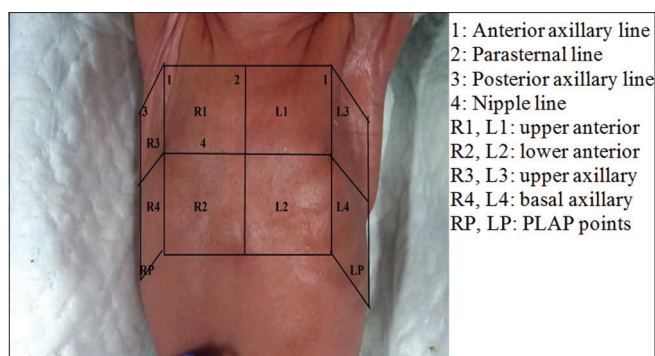 1 2 1
3 R1 L1 L3
R3 4
R4 R2 L2 L4
RP LP
1: Anterior axillary line
2: Parasternal line
3: Posterior axillary line
4: Nipple line
R1, L1: upper anterior
R2, L2: lower anterior
R3, L3: upper axillary
R4, L4: basal axillary
RP, LP: PLAP points